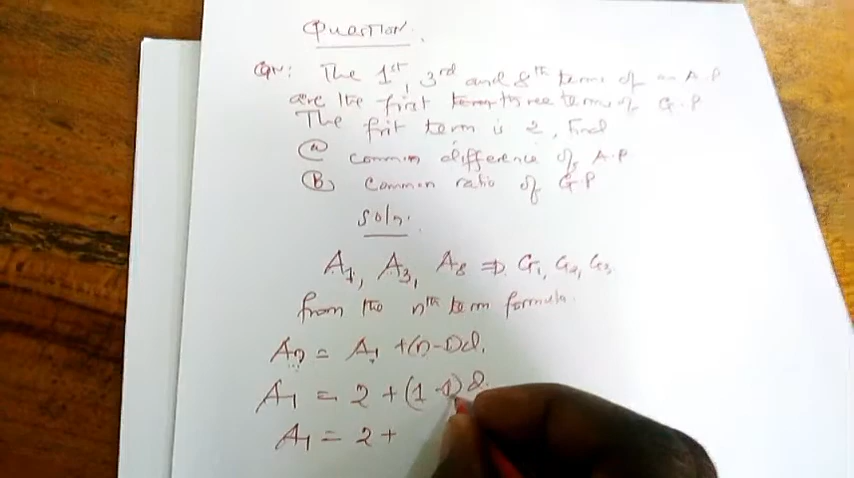 Question.
Qn: The 1st, 3rd and 8th terms of an A.P
are the first three terms of G.P
The first term is 2, Find
(a) common difference of A.P.
(B) common ratio of G.P
Soln.
A1, A3, A8 ⇒ G1, G2, G3.
from the nth term formula.
An = A1 + (n-1)d.
A1 = 2 + (1-1)d.
A1 = 2 +